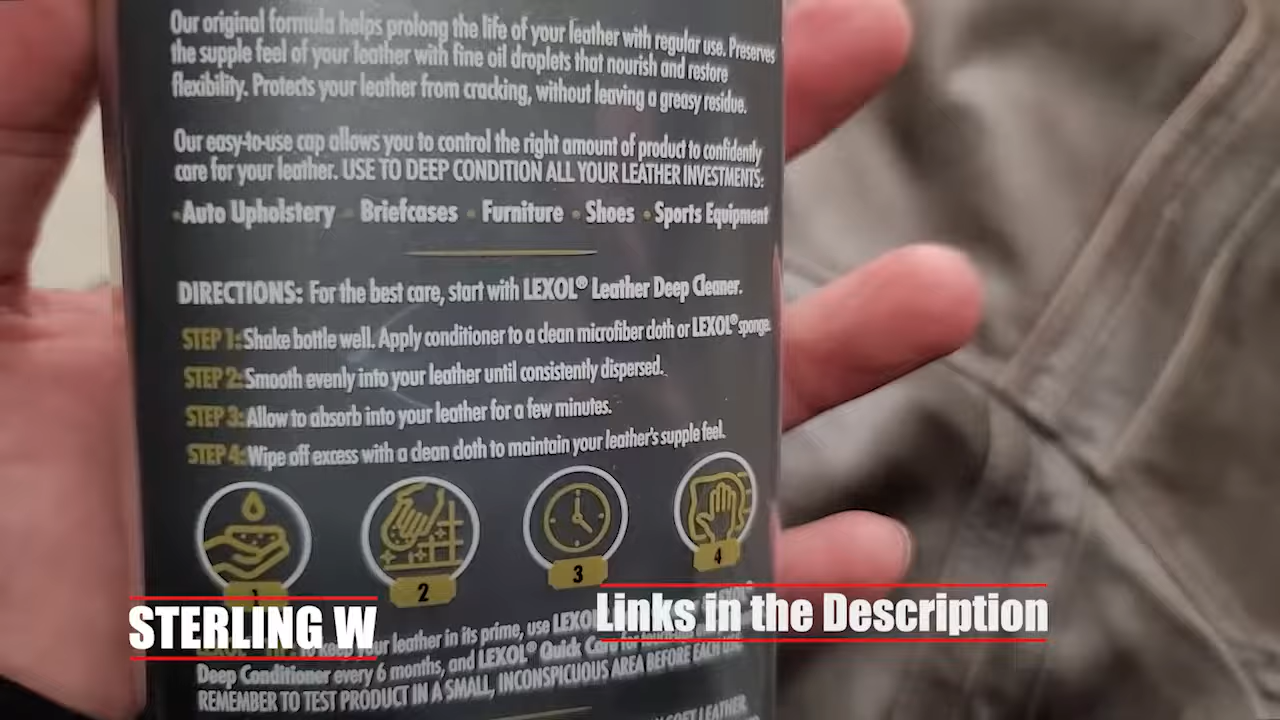 Our original formula helps prolong the life of your leather with regular use. Preserves
the supple feel of your leather with fine oil droplets that nourish and restore
flexibility. Protects your leather from cracking, without leaving a greasy residue.
Our easy-to-use cap allows you to control the right amount of product to confidently
care for your leather. USE TO DEEP CONDITION ALL YOUR LEATHER INVESTMENTS:
•Auto Upholstery • Briefcases • Furniture • Shoes • Sports Equipment
DIRECTIONS: For the best care, start with LEXOL® Leather Deep Cleaner.
STEP 1: Shake bottle well. Apply conditioner to a clean microfiber cloth or LEXOL® sponge.
STEP 2: Smooth evenly into your leather until consistently dispersed.
STEP 3: Allow to absorb into your leather for a few minutes.
STEP 4: Wipe off excess with a clean cloth to maintain your leather's supple feel.
1 2 3 4
STERLING W
Links in the Description
keep your leather in its prime, use LEXOL
Deep Conditioner every 6 months, and LEXOL® Quick Care for
REMEMBER TO TEST PRODUCT IN A SMALL, INCONSPICUOUS AREA BEFORE EACH USE.
SOFT LEATHER